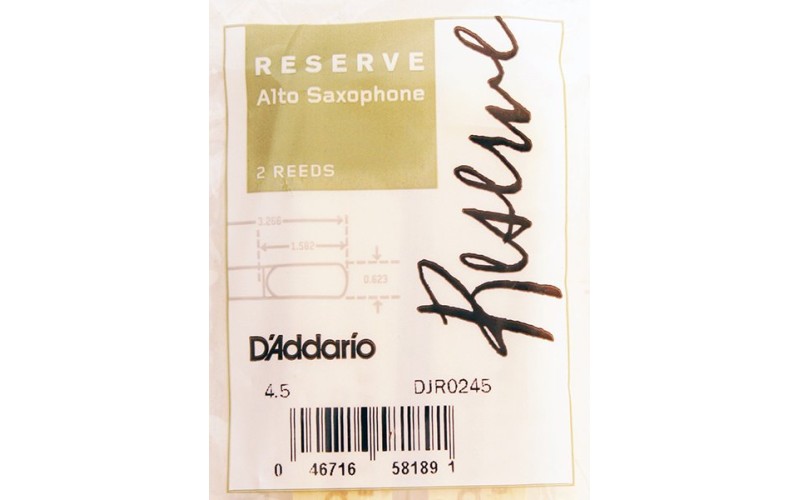 RESERVE
Alto Saxophone
2 REEDS
Reserve
3.268
1.582
0.623
D'Addario
4.5 DJR0245
0 46716 58189 1